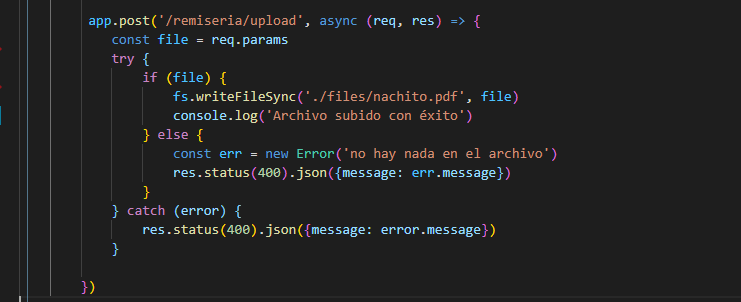 app.post('/remiseria/upload', async (req, res) => {
const file = req.params
try {
if (file) {
fs.writeFileSync('./files/nachito.pdf', file)
console.log('Archivo subido con éxito')
} else {
const err = new Error('no hay nada en el archivo')
res.status(400).json({message: err.message})
}
} catch (error) {
res.status(400).json({message: error.message})
}
})